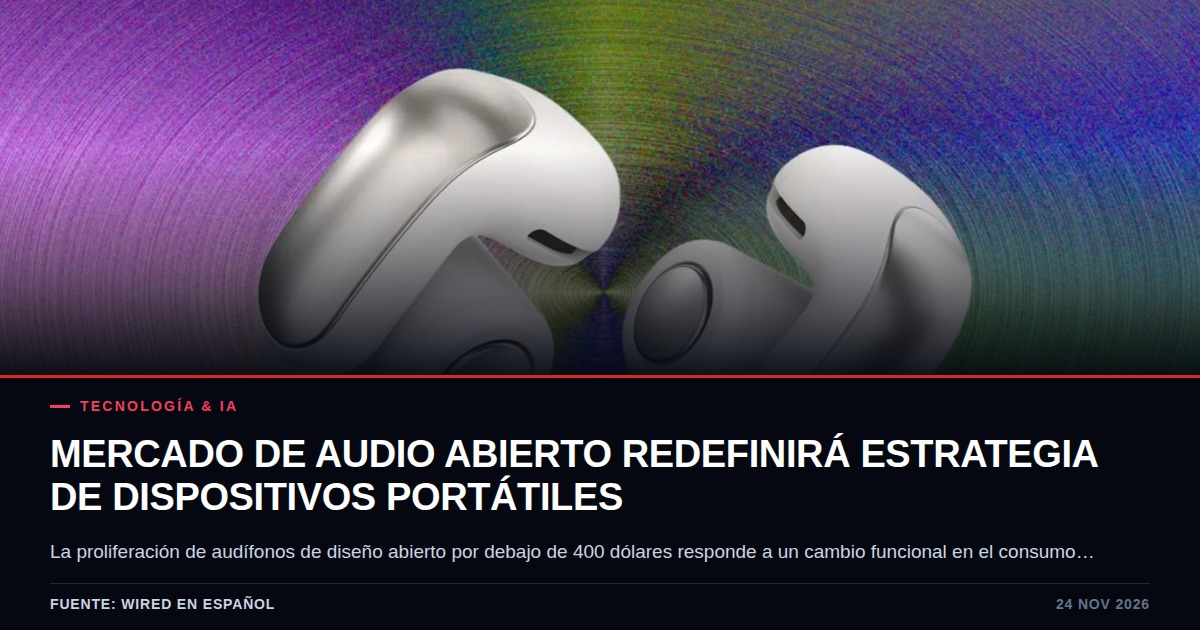 TECNOLOGÍA & IA
MERCADO DE AUDIO ABIERTO REDEFINIRÁ ESTRATEGIA
DE DISPOSITIVOS PORTÁTILES
La proliferación de audífonos de diseño abierto por debajo de 400 dólares responde a un cambio funcional en el consumo…
FUENTE: WIRED EN ESPAÑOL
24 NOV 2026